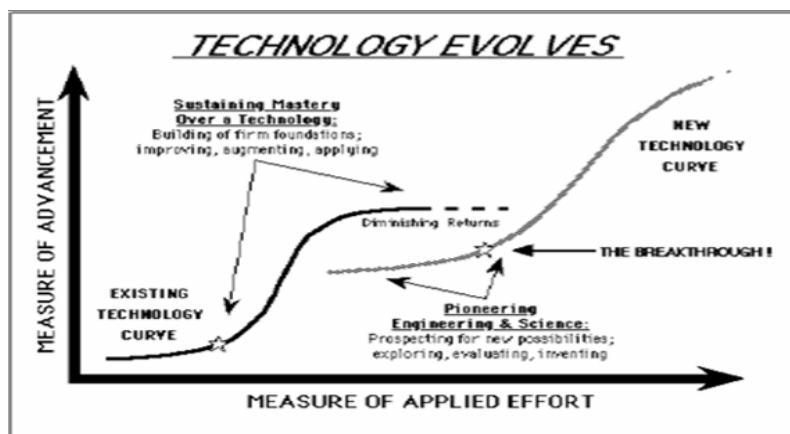 TECHNOLOGY EVOLVES
Sustaining Mastery
Over a Technology:
Building of firm foundations;
improving, augmenting, applying
NEW
TECHNOLOGY
CURVE
MEASURE OF ADVANCEMENT
Diminishing Returns
THE BREAKTHROUGH !
EXISTING
TECHNOLOGY
CURVE
Pioneering
Engineering & Science:
Prospecting for new possibilities;
exploring, evaluating, inventing
MEASURE OF APPLIED EFFORT